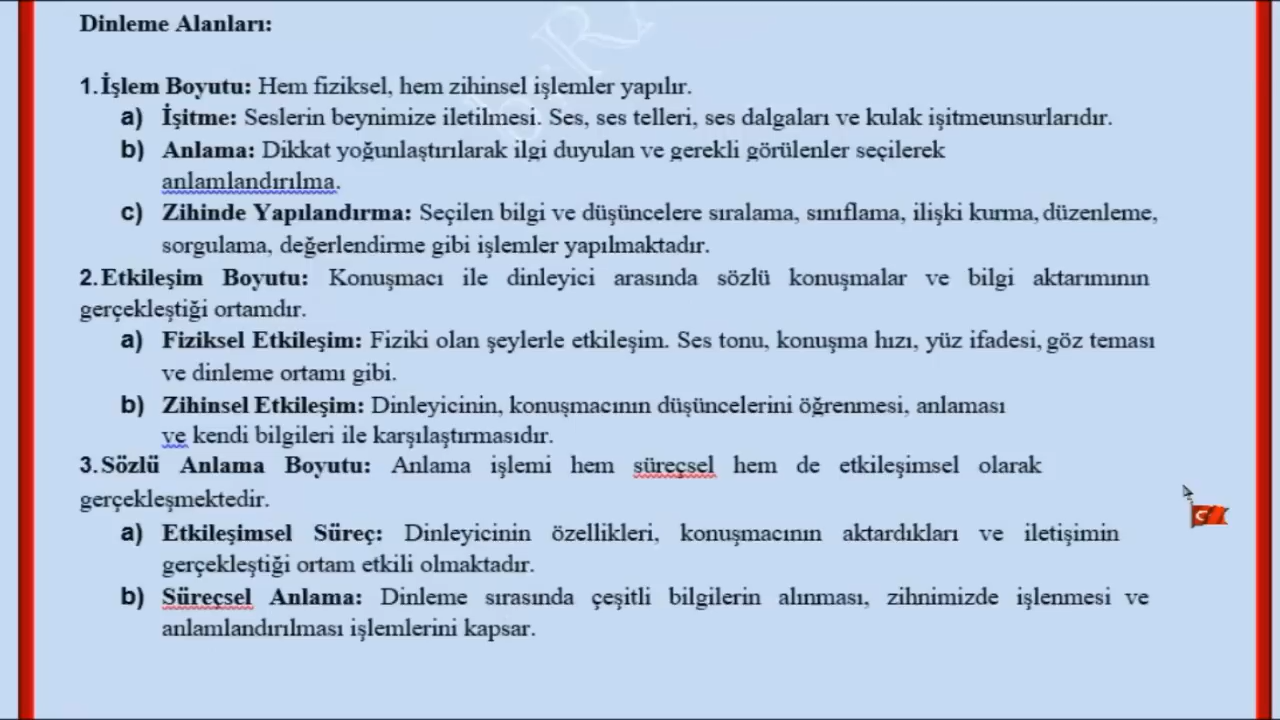 Dinleme Alanları:
1.İşlem Boyutu: Hem fiziksel, hem zihinsel işlemler yapılır.
a) İşitme: Seslerin beynimize iletilmesi. Ses, ses telleri, ses dalgaları ve kulak işitmeunsurlarıdır.
b) Anlama: Dikkat yoğunlaştırılarak ilgi duyulan ve gerekli görülenler seçilerek
anlamlandırılma.
c) Zihinde Yapılandırma: Seçilen bilgi ve düşüncelere sıralama, sınıflama, ilişki kurma, düzenleme,
sorgulama, değerlendirme gibi işlemler yapılmaktadır.
2.Etkileşim Boyutu: Konuşmacı ile dinleyici arasında sözlü konuşmalar ve bilgi aktarımının
gerçekleştiği ortamdır.
a) Fiziksel Etkileşim: Fiziki olan şeylerle etkileşim. Ses tonu, konuşma hızı, yüz ifadesi, göz teması
ve dinleme ortamı gibi.
b) Zihinsel Etkileşim: Dinleyicinin, konuşmacının düşüncelerini öğrenmesi, anlaması
ve kendi bilgileri ile karşılaştırmasıdır.
3.Sözlü Anlama Boyutu: Anlama işlemi hem süreçsel hem de etkileşimsel olarak
gerçekleşmektedir.
a) Etkileşimsel Süreç: Dinleyicinin özellikleri, konuşmacının aktardıkları ve iletişimin
gerçekleştiği ortam etkili olmaktadır.
b) Süreçsel Anlama: Dinleme sırasında çeşitli bilgilerin alınması, zihnimizde işlenmesi ve
anlamlandırılması işlemlerini kapsar.